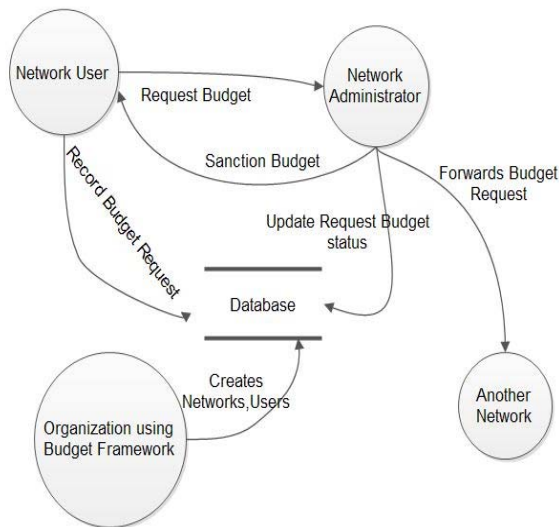 Network User
Network
Administrator
Request Budget
Sanction Budget
Forwards Budget
Request
Record Budget Request
Update Request Budget
status
Database
Creates
Networks,Users
Organization using
Budget Framework
Another
Network